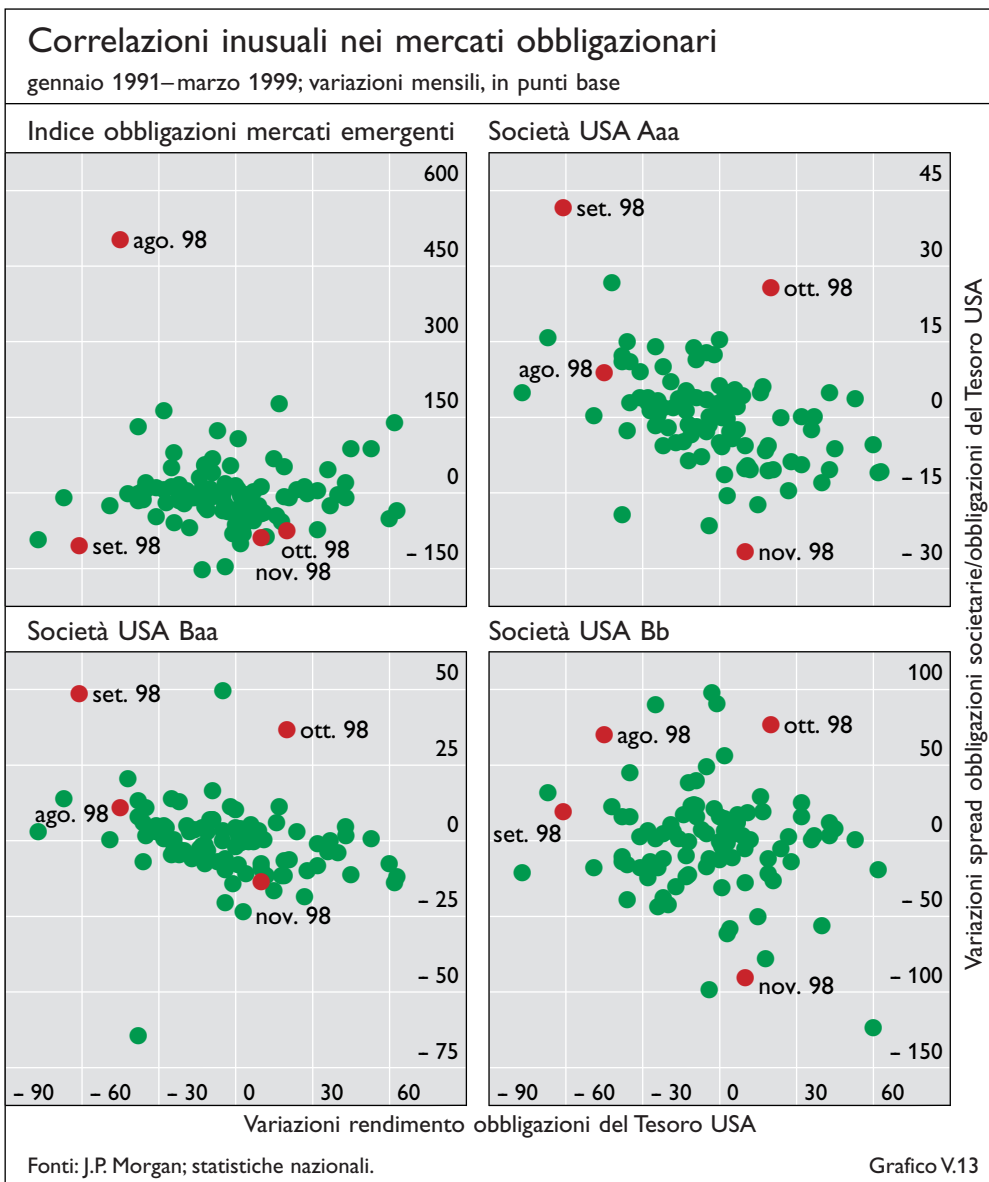 Correlazioni inusuali nei mercati obbligazionari
gennaio 1991–marzo 1999; variazioni mensili, in punti base
Indice obbligazioni mercati emergenti
600
450
300
150
0
– 150
ago. 98
set. 98
ott. 98
nov. 98
Società USA Aaa
45
30
15
0
– 15
– 30
set. 98
ott. 98
ago. 98
nov. 98
Società USA Baa
50
25
0
– 25
– 50
– 75
set. 98
ott. 98
ago. 98
nov. 98
– 90 – 60 – 30 0 30 60
Società USA Bb
100
50
0
– 50
– 100
– 150
ago. 98
ott. 98
set. 98
nov. 98
– 90 – 60 – 30 0 30 60
Variazioni spread obbligazioni societarie/obbligazioni del Tesoro USA
Variazioni rendimento obbligazioni del Tesoro USA
Fonti: J.P. Morgan; statistiche nazionali.
Grafico V.13